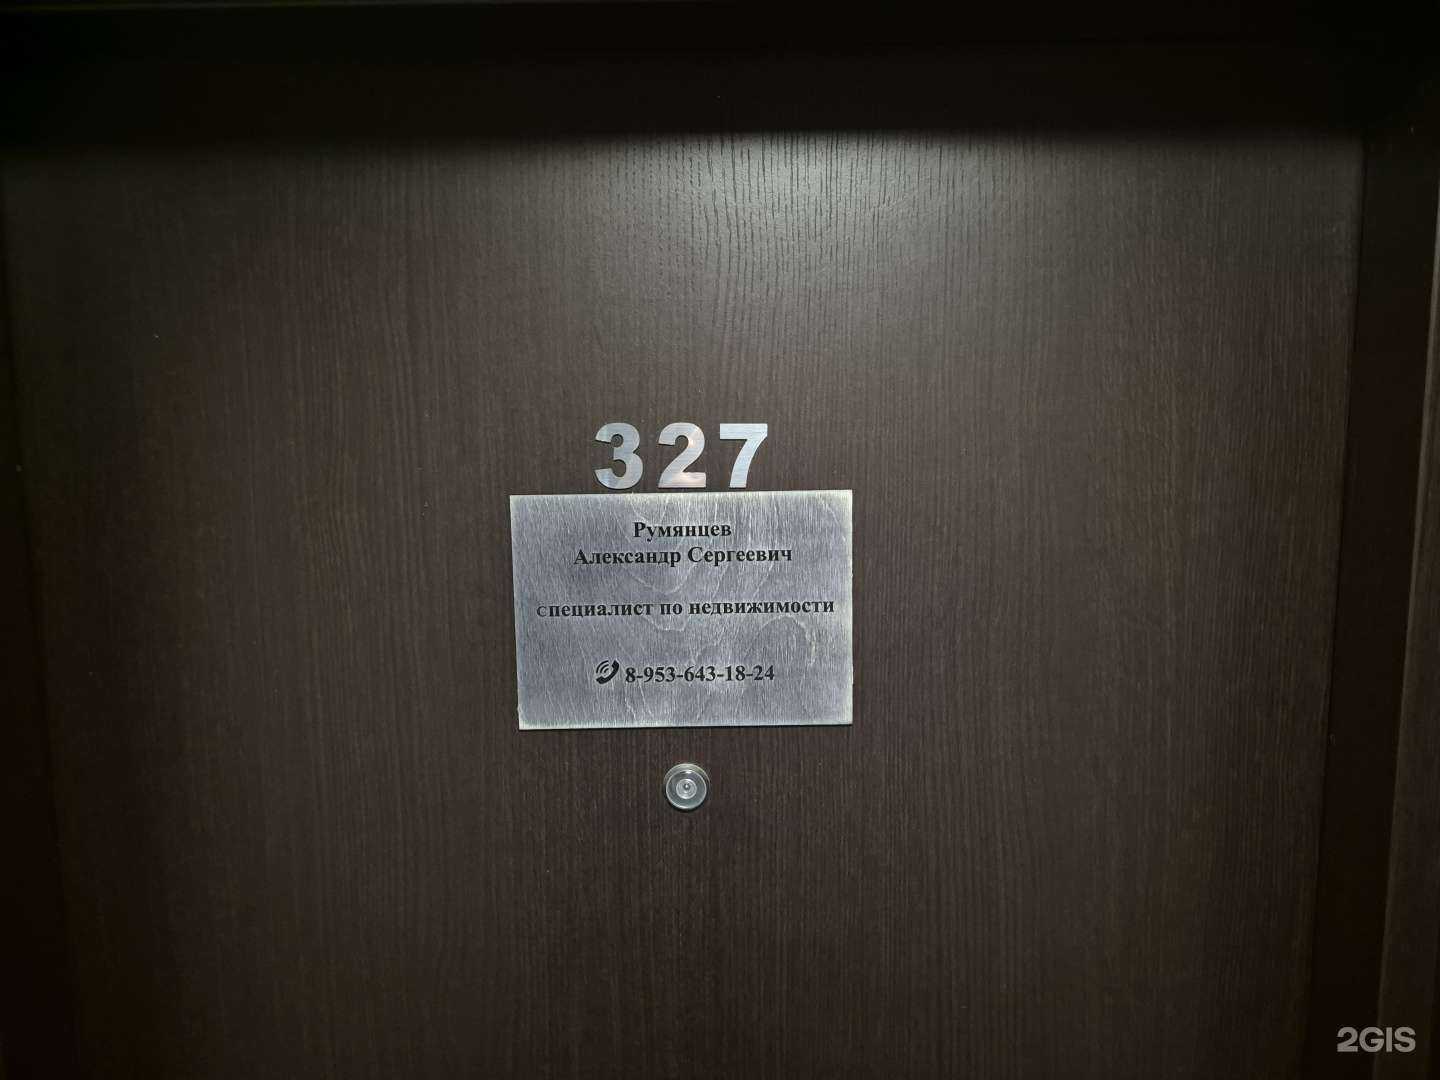 327
Румянцев
Александр Сергеевич
специалист по недвижимости
8-953-643-18-24
2GIS